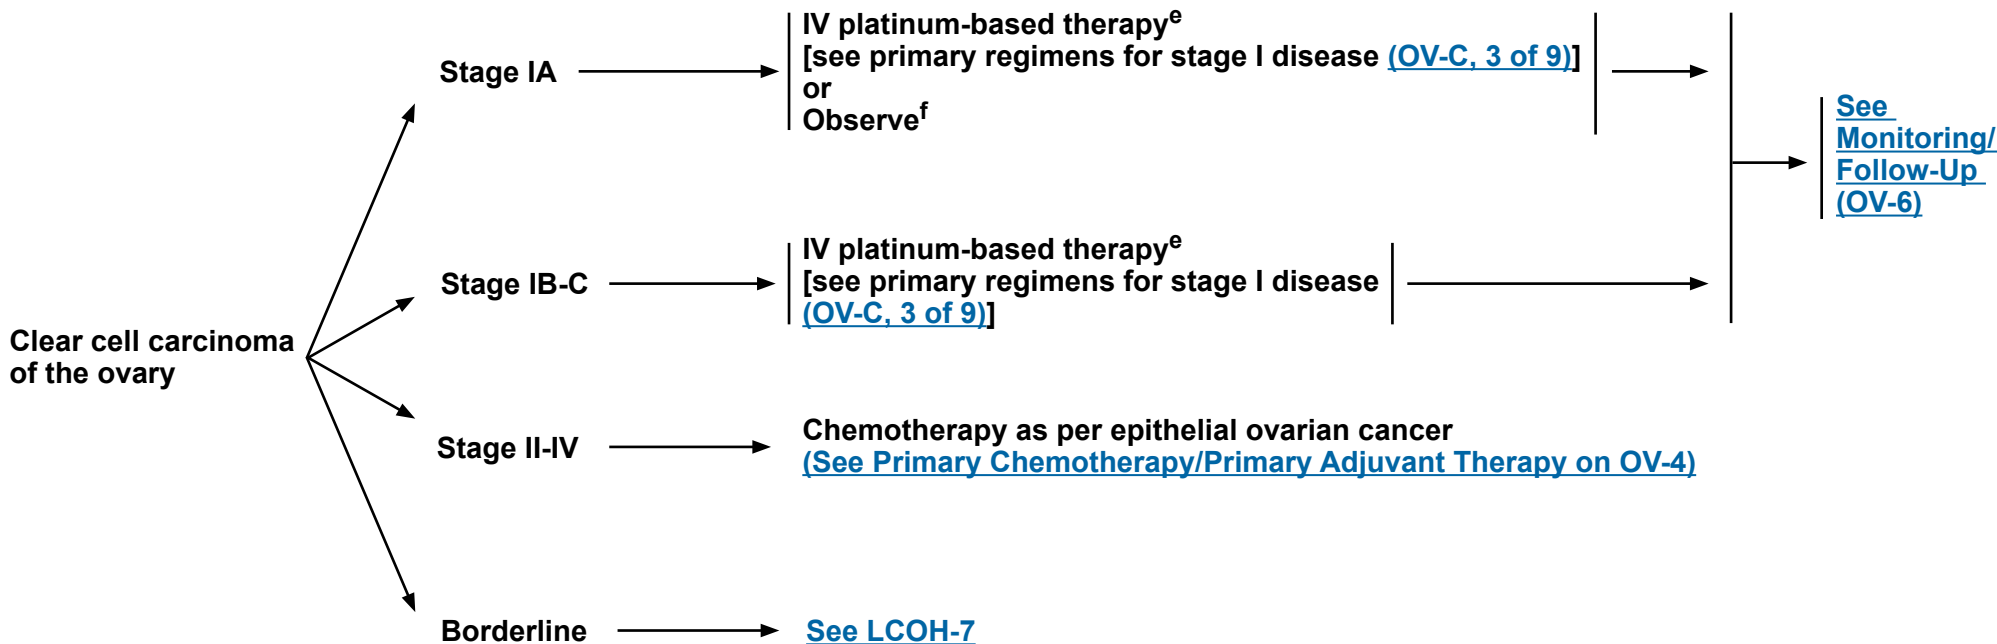 Clear cell carcinoma
of the ovary
Stage IA
IV platinum-based therapyᵉ
[see primary regimens for stage I disease (OV-C, 3 of 9)]
or
Observeᶠ
Stage IB-C
IV platinum-based therapyᵉ
[see primary regimens for stage I disease
(OV-C, 3 of 9)]
See
Monitoring/
Follow-Up
(OV-6)
Stage II-IV
Chemotherapy as per epithelial ovarian cancer
(See Primary Chemotherapy/Primary Adjuvant Therapy on OV-4)
Borderline
See LCOH-7